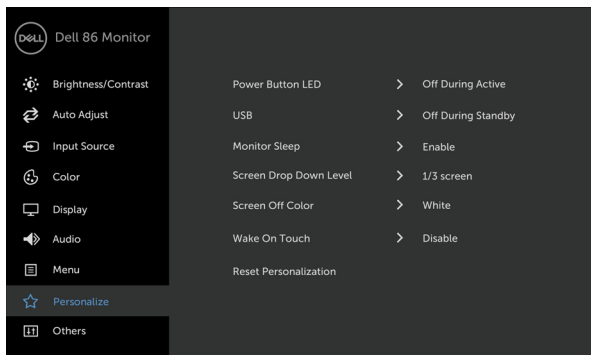 DELL Dell 86 Monitor
Brightness/Contrast
Auto Adjust
Input Source
Color
Display
Audio
Menu
Personalize
Others
Power Button LED > Off During Active
USB > Off During Standby
Monitor Sleep > Enable
Screen Drop Down Level > 1/3 screen
Screen Off Color > White
Wake On Touch > Disable
Reset Personalization